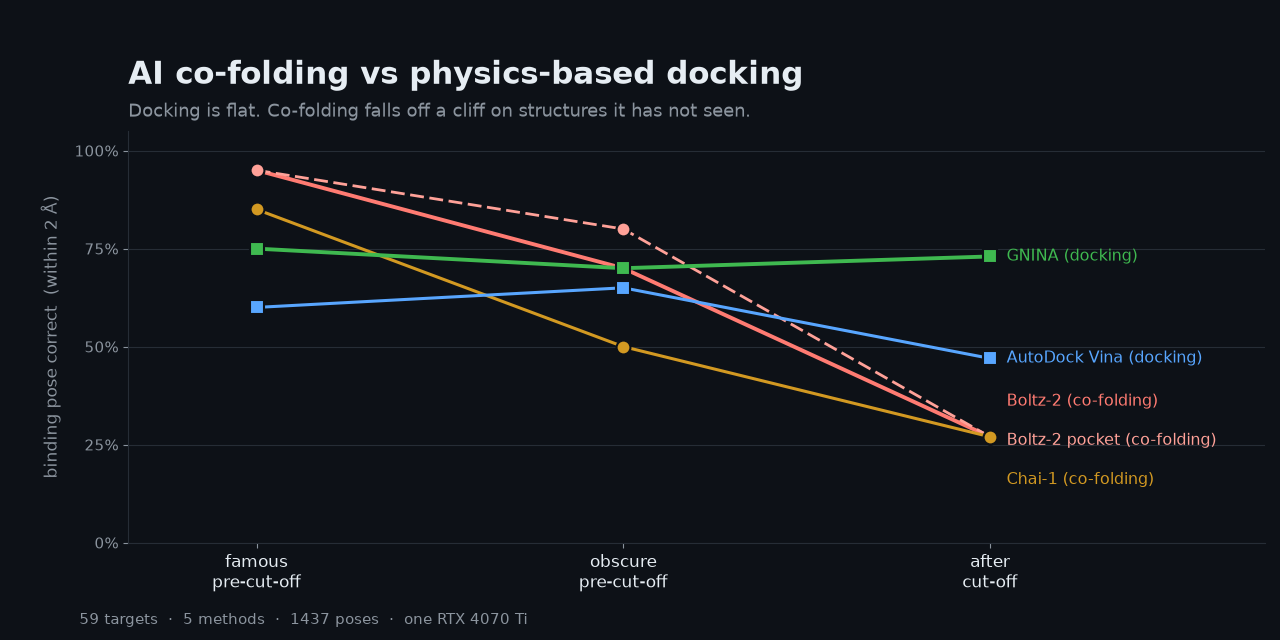 AI co-folding vs physics-based docking
Docking is flat. Co-folding falls off a cliff on structures it has not seen.
binding pose correct (within 2 Å)
100%
75%
50%
25%
0%
GNINA (docking)
AutoDock Vina (docking)
Boltz-2 (co-folding)
Boltz-2 pocket (co-folding)
Chai-1 (co-folding)
famous
pre-cut-off
obscure
pre-cut-off
after
cut-off
59 targets · 5 methods · 1437 poses · one RTX 4070 Ti